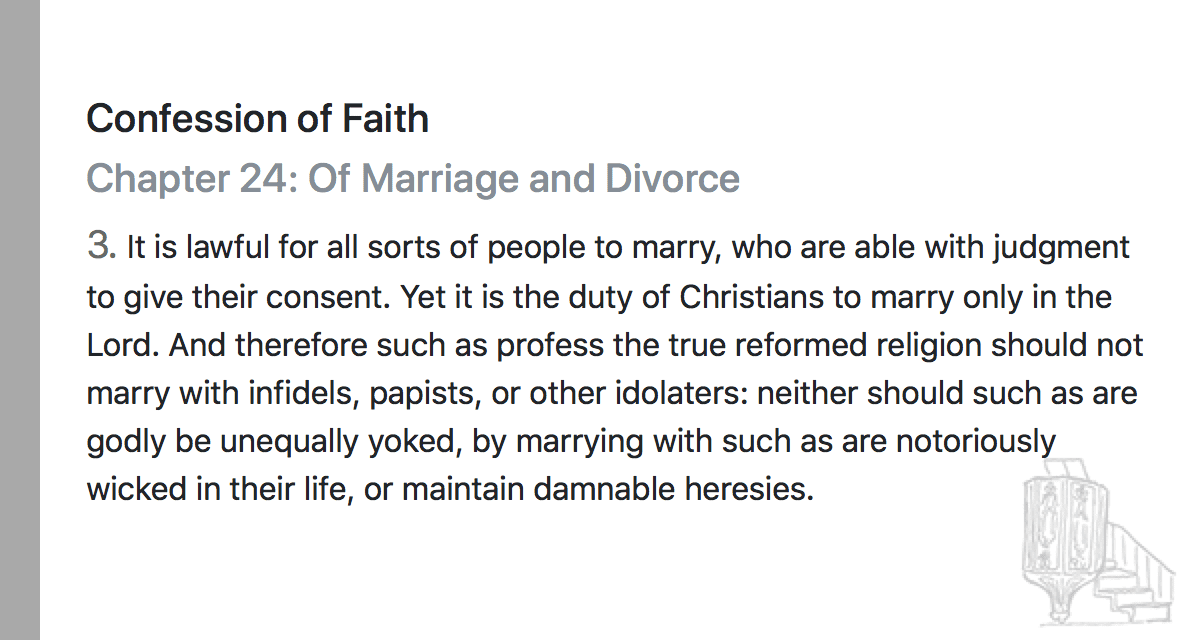 Confession of Faith
Chapter 24: Of Marriage and Divorce
3. It is lawful for all sorts of people to marry, who are able with judgment
to give their consent. Yet it is the duty of Christians to marry only in the
Lord. And therefore such as profess the true reformed religion should not
marry with infidels, papists, or other idolaters: neither should such as are
godly be unequally yoked, by marrying with such as are notoriously
wicked in their life, or maintain damnable heresies.